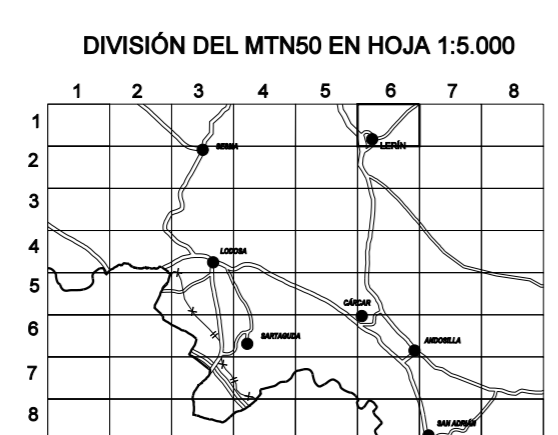 DIVISIÓN DEL MTN50 EN HOJA 1:5.000
1 2 3 4 5 6 7 8
1
LERÍN
2
SESMA
3
4
LODOSA
5
CÁRCAR
6
SARTAGUDA
ANDOSILLA
7
8
SAN ADRIÁN